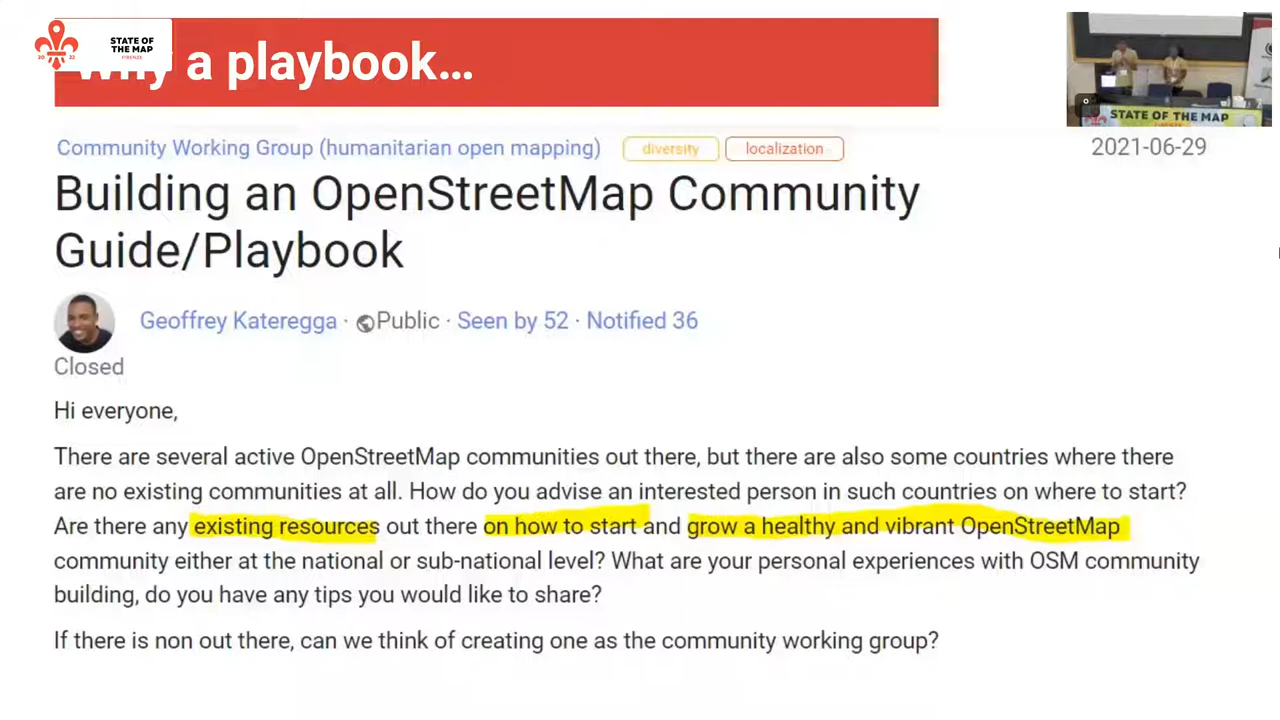 STATE OF
THE MAP
FIRENZE
20 22
Why a playbook...
STATE OF THE MAP
FIRENZE
Community Working Group (humanitarian open mapping) diversity localization
2021-06-29
Building an OpenStreetMap Community
Guide/Playbook
Geoffrey Kateregga · Public · Seen by 52 · Notified 36
Closed
Hi everyone,
There are several active OpenStreetMap communities out there, but there are also some countries where there
are no existing communities at all. How do you advise an interested person in such countries on where to start?
Are there any existing resources out there on how to start and grow a healthy and vibrant OpenStreetMap
community either at the national or sub-national level? What are your personal experiences with OSM community
building, do you have any tips you would like to share?
If there is non out there, can we think of creating one as the community working group?